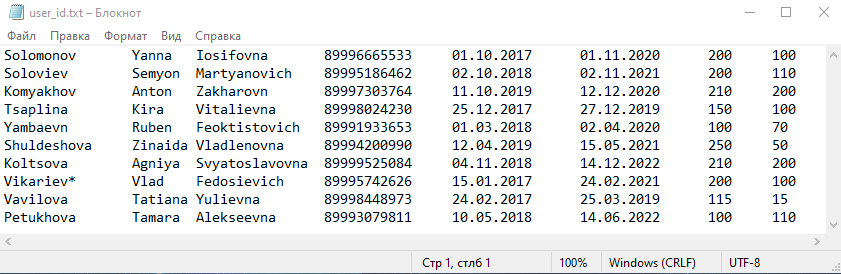 user_id.txt – Блокнот
Файл Правка Формат Вид Справка
Solomonov Yanna Iosifovna 89996665533 01.10.2017 01.11.2020 200 100
Soloviev Semyon Martyanovich 89995186462 02.10.2018 02.11.2021 200 110
Komyakhov Anton Zakharovn 89997303764 11.10.2019 12.12.2020 210 200
Tsaplina Kira Vitalievna 89998024230 25.12.2017 27.12.2019 150 100
Yambaevn Ruben Feoktistovich 89991933653 01.03.2018 02.04.2020 100 70
Shuldeshova Zinaida Vladlenovna 89994200990 12.04.2019 15.05.2021 250 50
Koltsova Agniya Svyatoslavovna 89999525084 04.11.2018 14.12.2022 210 200
Vikariev* Vlad Fedosievich 89995742626 15.01.2017 24.02.2021 200 100
Vavilova Tatiana Yulievna 89998448973 24.02.2017 25.03.2019 115 15
Petukhova Tamara Alekseevna 89993079811 10.05.2018 14.06.2022 100 110
Стр 1, стлб 1 100% Windows (CRLF) UTF-8